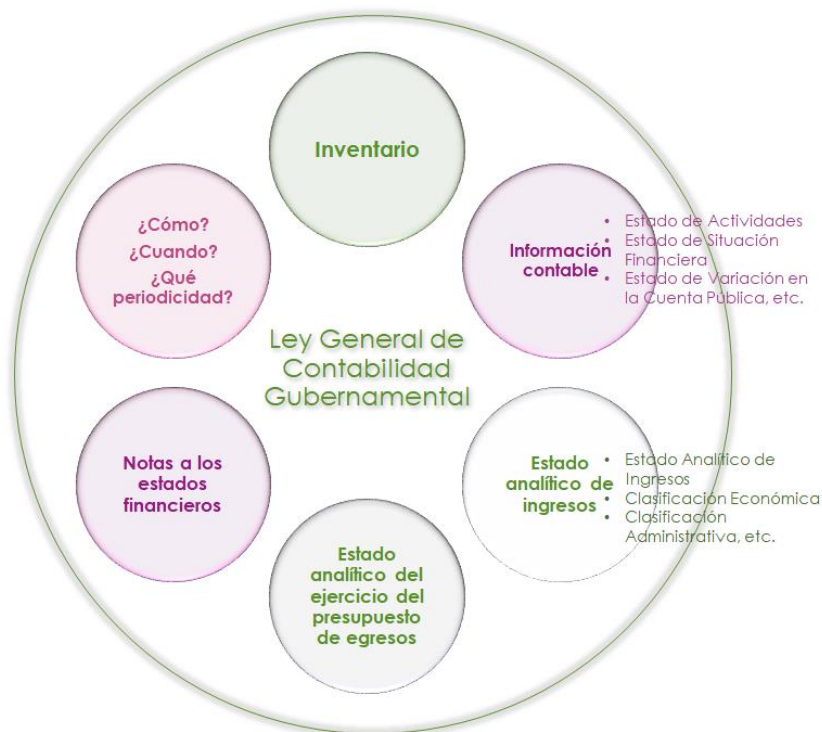 Inventario
Información
contable
• Estado de Actividades
• Estado de Situación
Financiera
• Estado de Variación en
la Cuenta Pública, etc.
Estado
analítico de
ingresos
• Estado Analítico de
Ingresos
• Clasificación Económica
• Clasificación
Administrativa, etc.
Estado
analítico del
ejercicio del
presupuesto
de egresos
Notas a los
estados
financieros
¿Cómo?
¿Cuando?
¿Qué
periodicidad?
Ley General de
Contabilidad
Gubernamental